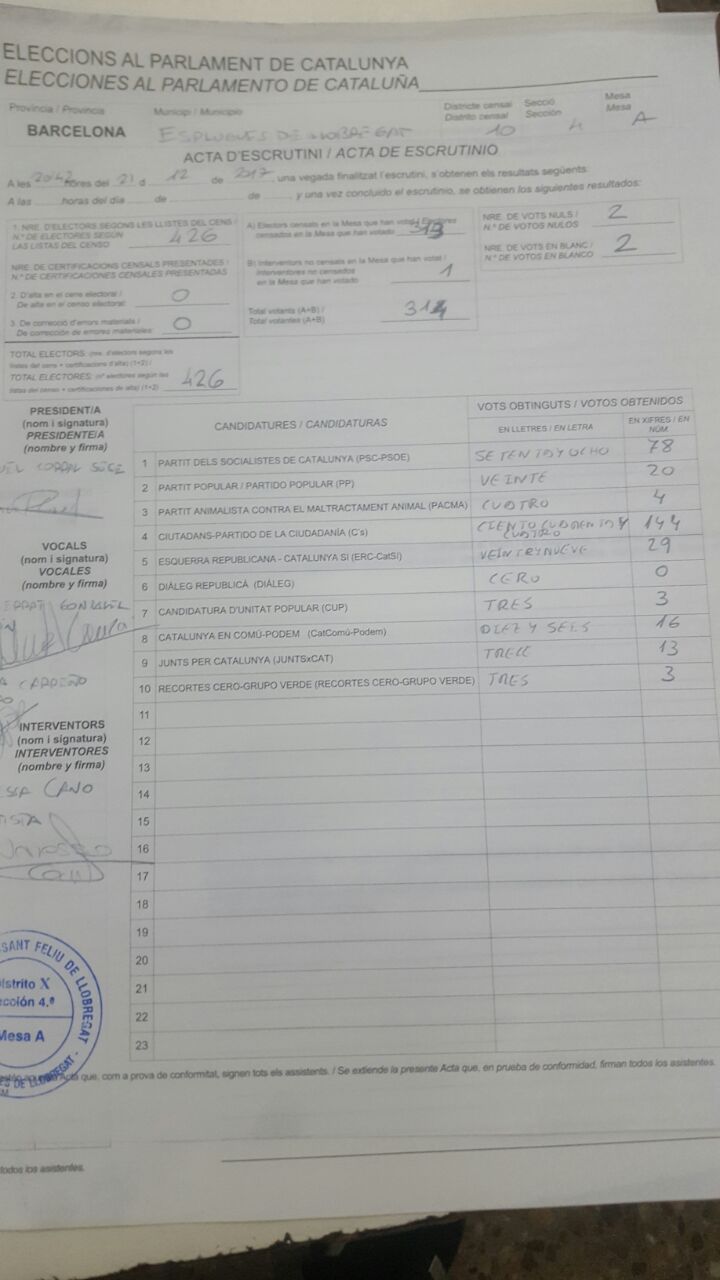 ELECCIONS AL PARLAMENT DE CATALUNYA
ELECCIONES AL PARLAMENTO DE CATALUÑA
Provincia / Provincia Municipi / Municipio Districte censal Secció Mesa
Distrito censal Sección Mesa
BARCELONA ESPLUGUES DE LLOBREGAT 10 4 A
ACTA D'ESCRUTINI / ACTA DE ESCRUTINIO
A les 20:47 hores del 21 d 12 de 2017 una vegada finalitzat l'escrutini, s'obtenen els resultats següents:
A las horas del día de de y una vez concluido el escrutinio, se obtienen los siguientes resultados:
1. NRE. D'ELECTORS SEGONS LES LLISTES DEL CENS /
N.º DE ELECTORES SEGÚN
LAS LISTAS DEL CENSO 426
NRE. DE CERTIFICACIONS CENSALS PRESENTADES /
N.º DE CERTIFICACIONES CENSALES PRESENTADAS
2. D'alta en el cens electoral /
De alta en el censo electoral: 0
3. De correcció d'errors materials /
De corrección de errores materiales: 0
TOTAL ELECTORS: (nre. d'electors segons les
llistes del cens + certificacions d'alta) (1+2) /
TOTAL ELECTORES: (nº electores según las
listas del censo + certificaciones de alta) (1+2) 426
A) Electors censats en la Mesa que han votat / Electores
censados en la Mesa que han votado 313
B) Interventors no censats en la Mesa que han votat /
Interventores no censados
en la Mesa que han votado 1
Total votants (A+B) /
Total votantes (A+B) 314
NRE. DE VOTS NULS /
N.º DE VOTOS NULOS 2
NRE. DE VOTS EN BLANC /
N.º DE VOTOS EN BLANCO 2
PRESIDENT/A
(nom i signatura)
PRESIDENTE/A
(nombre y firma)
VOCALS
(nom i signatura)
VOCALES
(nombre y firma)
CARREÑO
INTERVENTORS
(nom i signatura)
INTERVENTORES
(nombre y firma)
CANO
CANDIDATURES / CANDIDATURAS VOTS OBTINGUTS / VOTOS OBTENIDOS
EN LLETRES / EN LETRA EN XIFRES / EN NÚM.
1 PARTIT DELS SOCIALISTES DE CATALUNYA (PSC-PSOE) SETENTA Y OCHO 78
2 PARTIT POPULAR / PARTIDO POPULAR (PP) VEINTE 20
3 PARTIT ANIMALISTA CONTRA EL MALTRACTAMENT ANIMAL (PACMA) CUATRO 4
4 CIUTADANS-PARTIDO DE LA CIUDADANÍA (C's) CIENTO CUARENTA Y CUATRO 144
5 ESQUERRA REPUBLICANA - CATALUNYA SI (ERC-CatSI) VEINTRYNUEVE 29
6 DIÀLEG REPUBLICÀ (DIÀLEG) CERO 0
7 CANDIDATURA D'UNITAT POPULAR (CUP) TRES 3
8 CATALUNYA EN COMÚ-PODEM (CatComú-Podem) DIEZ Y SEIS 16
9 JUNTS PER CATALUNYA (JUNTSxCAT) TRECE 13
10 RECORTES CERO-GRUPO VERDE (RECORTES CERO-GRUPO VERDE) TRES 3
11
12
13
14
15
16
17
18
19
20
21
22
23
SANT FELIU DE LLOBREGAT
Distrito X
Sección 4.ª
Mesa A
Acta que, com a prova de conformitat, signen tots els assistents. / Se extiende la presente Acta que, en prueba de conformidad, firman todos los asistentes.
todos los asistentes.